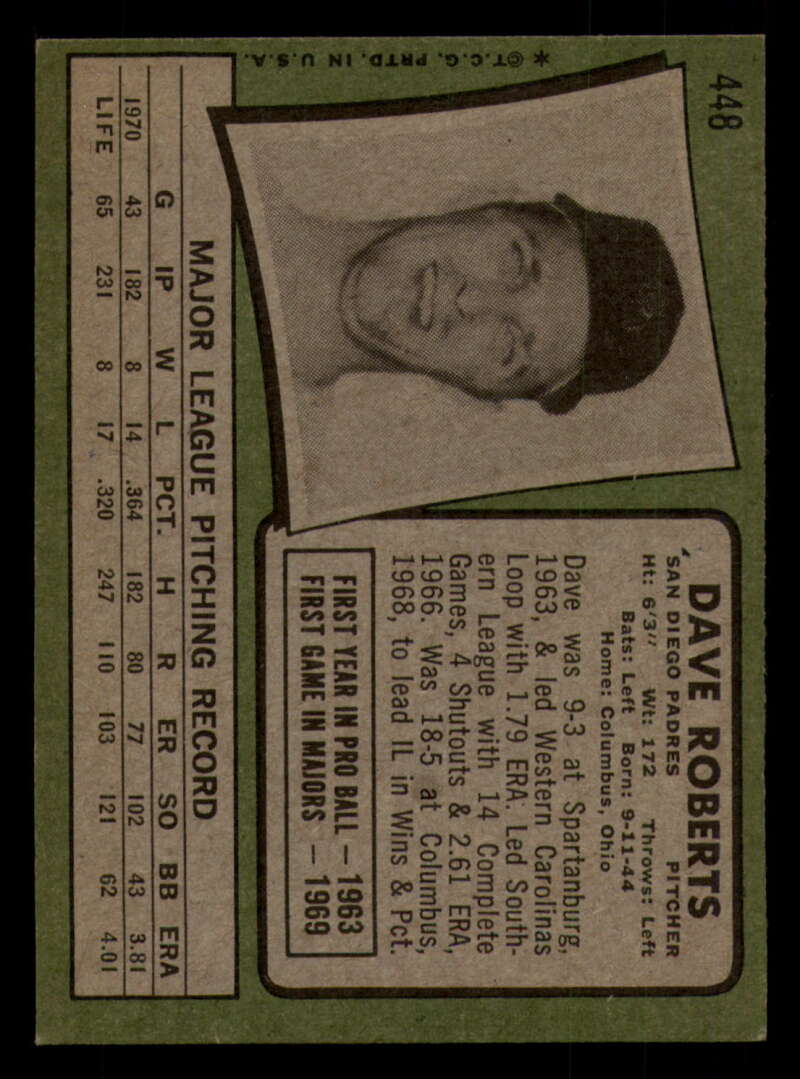 448
* ©T.C.G. PRTD. IN U.S.A.
DAVE ROBERTS
SAN DIEGO PADRES PITCHER
Ht: 6'3" Wt: 172 Throws: Left
Bats: Left Born: 9-11-44
Home: Columbus, Ohio
Dave was 9-3 at Spartanburg,
1963, & led Western Carolinas
Loop with 1.79 ERA. Led South-
ern League with 14 Complete
Games, 4 Shutouts & 2.61 ERA,
1966. Was 18-5 at Columbus,
1968, to lead IL in Wins & Pct.
FIRST YEAR IN PRO BALL — 1963
FIRST GAME IN MAJORS — 1969
MAJOR LEAGUE PITCHING RECORD
G IP W L PCT. H R ER SO BB ERA
1970 43 182 8 14 .364 182 80 77 102 43 3.81
LIFE 65 231 8 17 .320 247 110 103 121 62 4.01